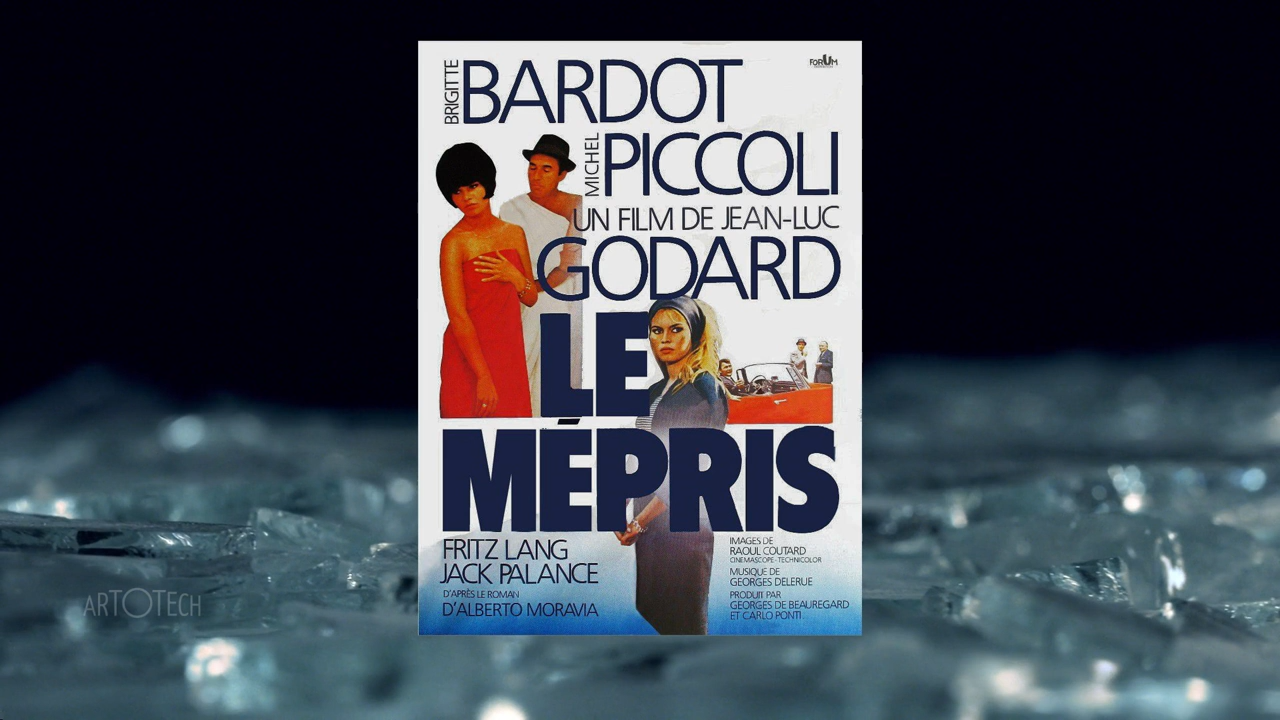 BRIGITTE BARDOT
FORUM
MICHEL PICCOLI
UN FILM DE JEAN-LUC
GODARD
LE
MÉPRIS
FRITZ LANG
JACK PALANCE
D'APRÈS LE ROMAN
D'ALBERTO MORAVIA
IMAGES DE
RAOUL COUTARD
CINEMASCOPE-TECHNICOLOR
MUSIQUE DE
GEORGES DELERUE
PRODUIT PAR
GEORGES DE BEAUREGARD
ET CARLO PONTI
ARTOTECH